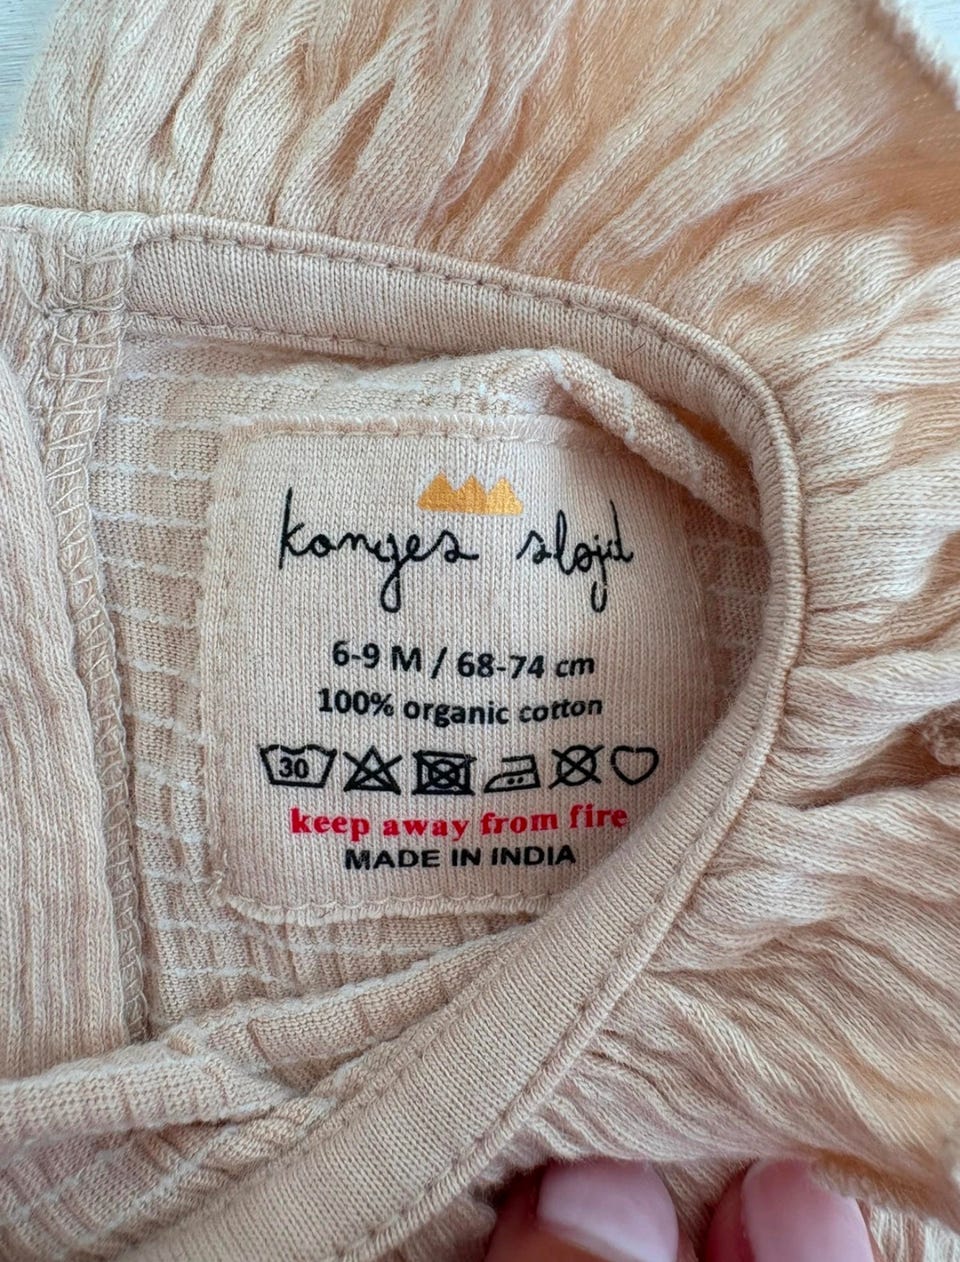 konges sløjd
6-9 M / 68-74 cm
100% organic cotton
30
keep away from fire
MADE IN INDIA